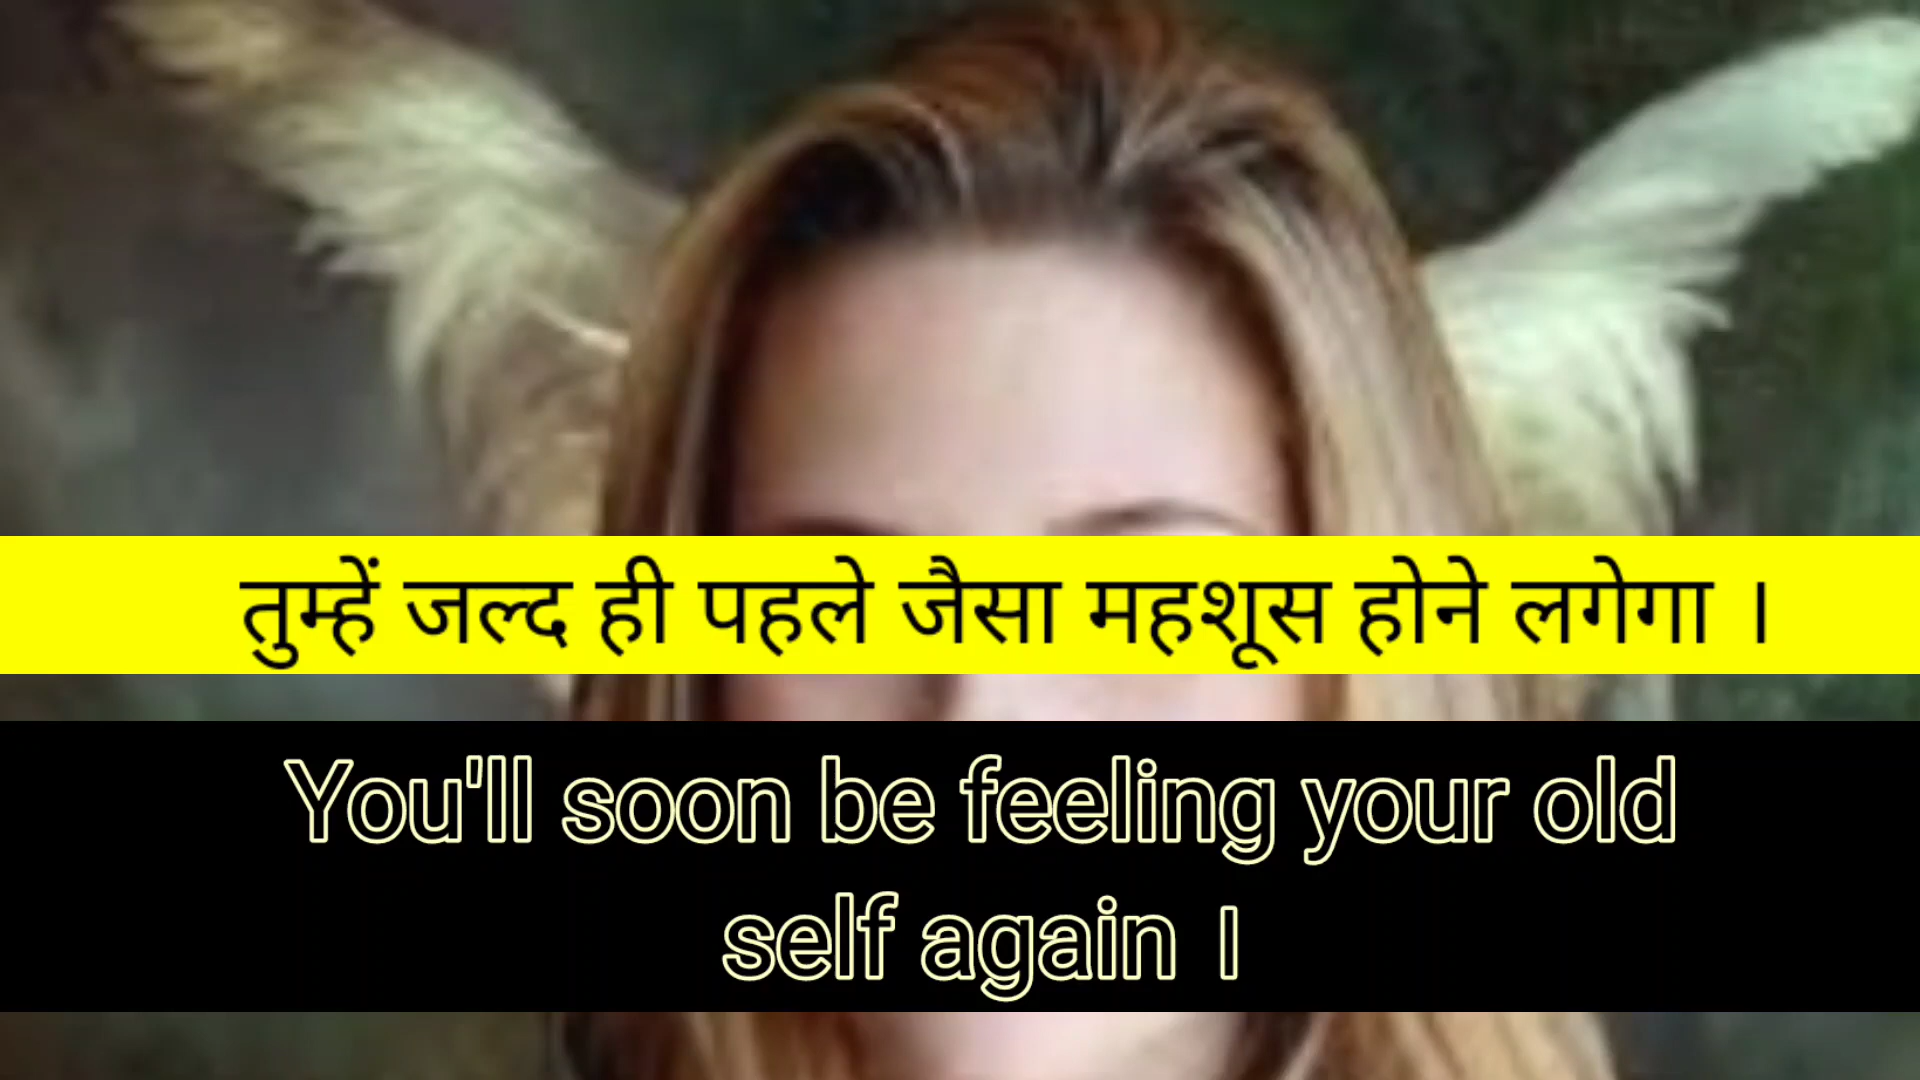 तुम्हें जल्द ही पहले जैसा महशूस होने लगेगा ।
You'll soon be feeling your old
self again ।